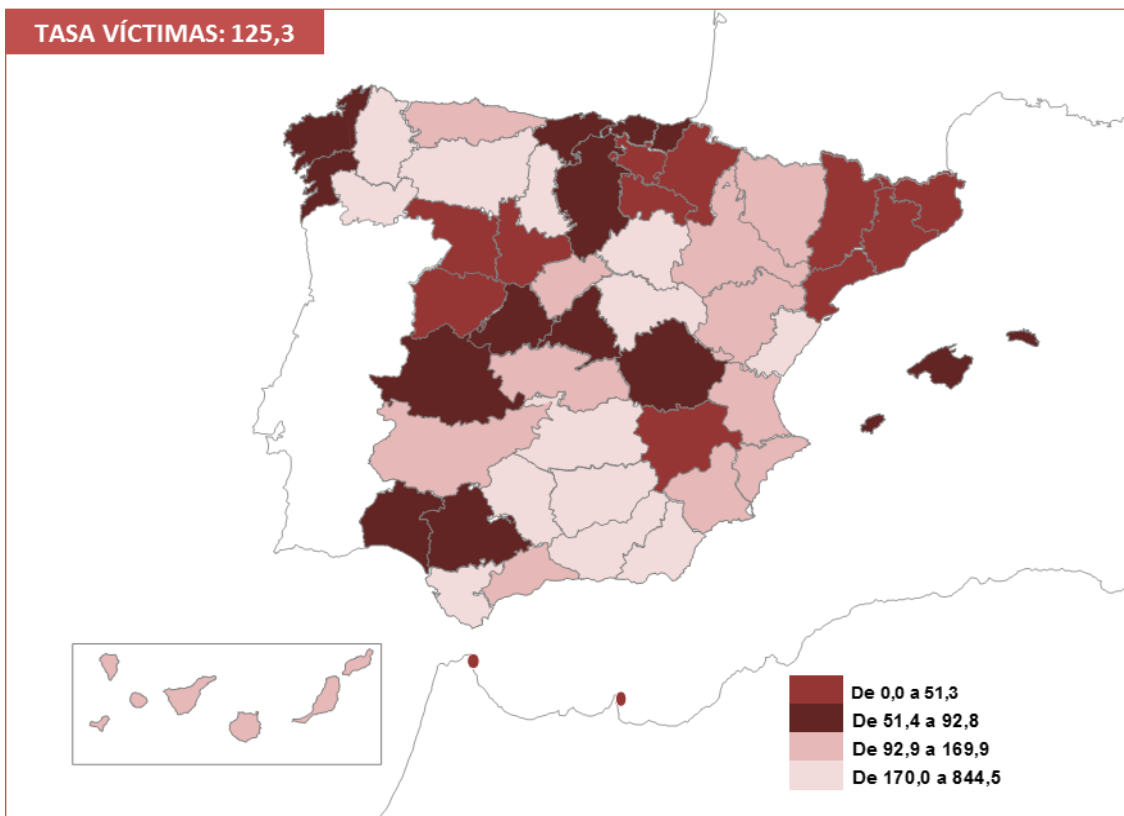 TASA VÍCTIMAS: 125,3
De 0,0 a 51,3
De 51,4 a 92,8
De 92,9 a 169,9
De 170,0 a 844,5